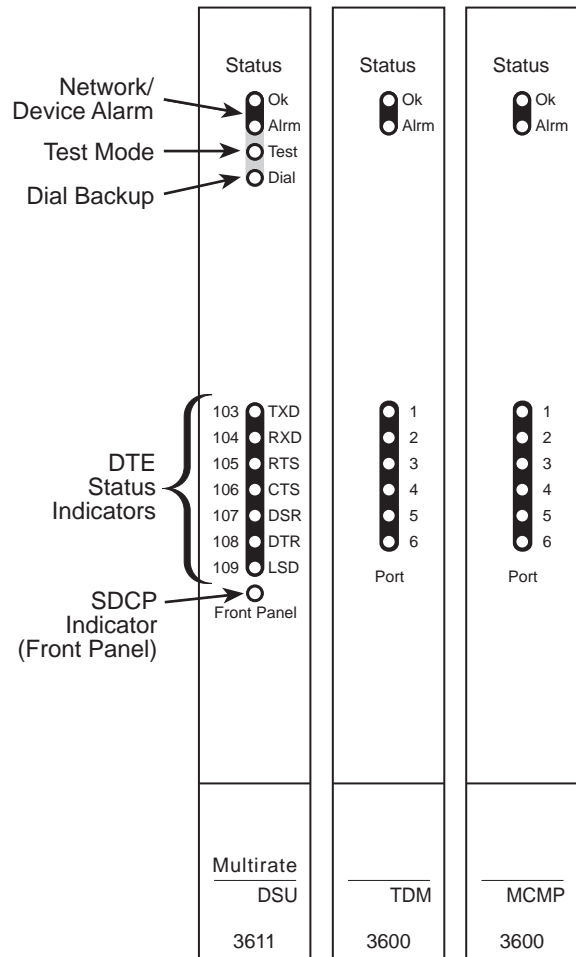 Network/
Device Alarm
Test Mode
Dial Backup
DTE
Status
Indicators
SDCP
Indicator
(Front Panel)
Status
Ok
Alrm
Test
Dial
103 TXD
104 RXD
105 RTS
106 CTS
107 DSR
108 DTR
109 LSD
Front Panel
Multirate
DSU
3611
Status
Ok
Alrm
1
2
3
4
5
6
Port
TDM
3600
Status
Ok
Alrm
1
2
3
4
5
6
Port
MCMP
3600